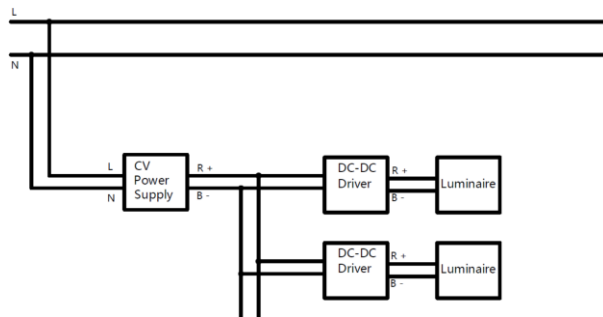 L
N
L
N
CV
Power
Supply
R +
B -
DC-DC
Driver
R +
B -
Luminaire
DC-DC
Driver
R +
B -
Luminaire